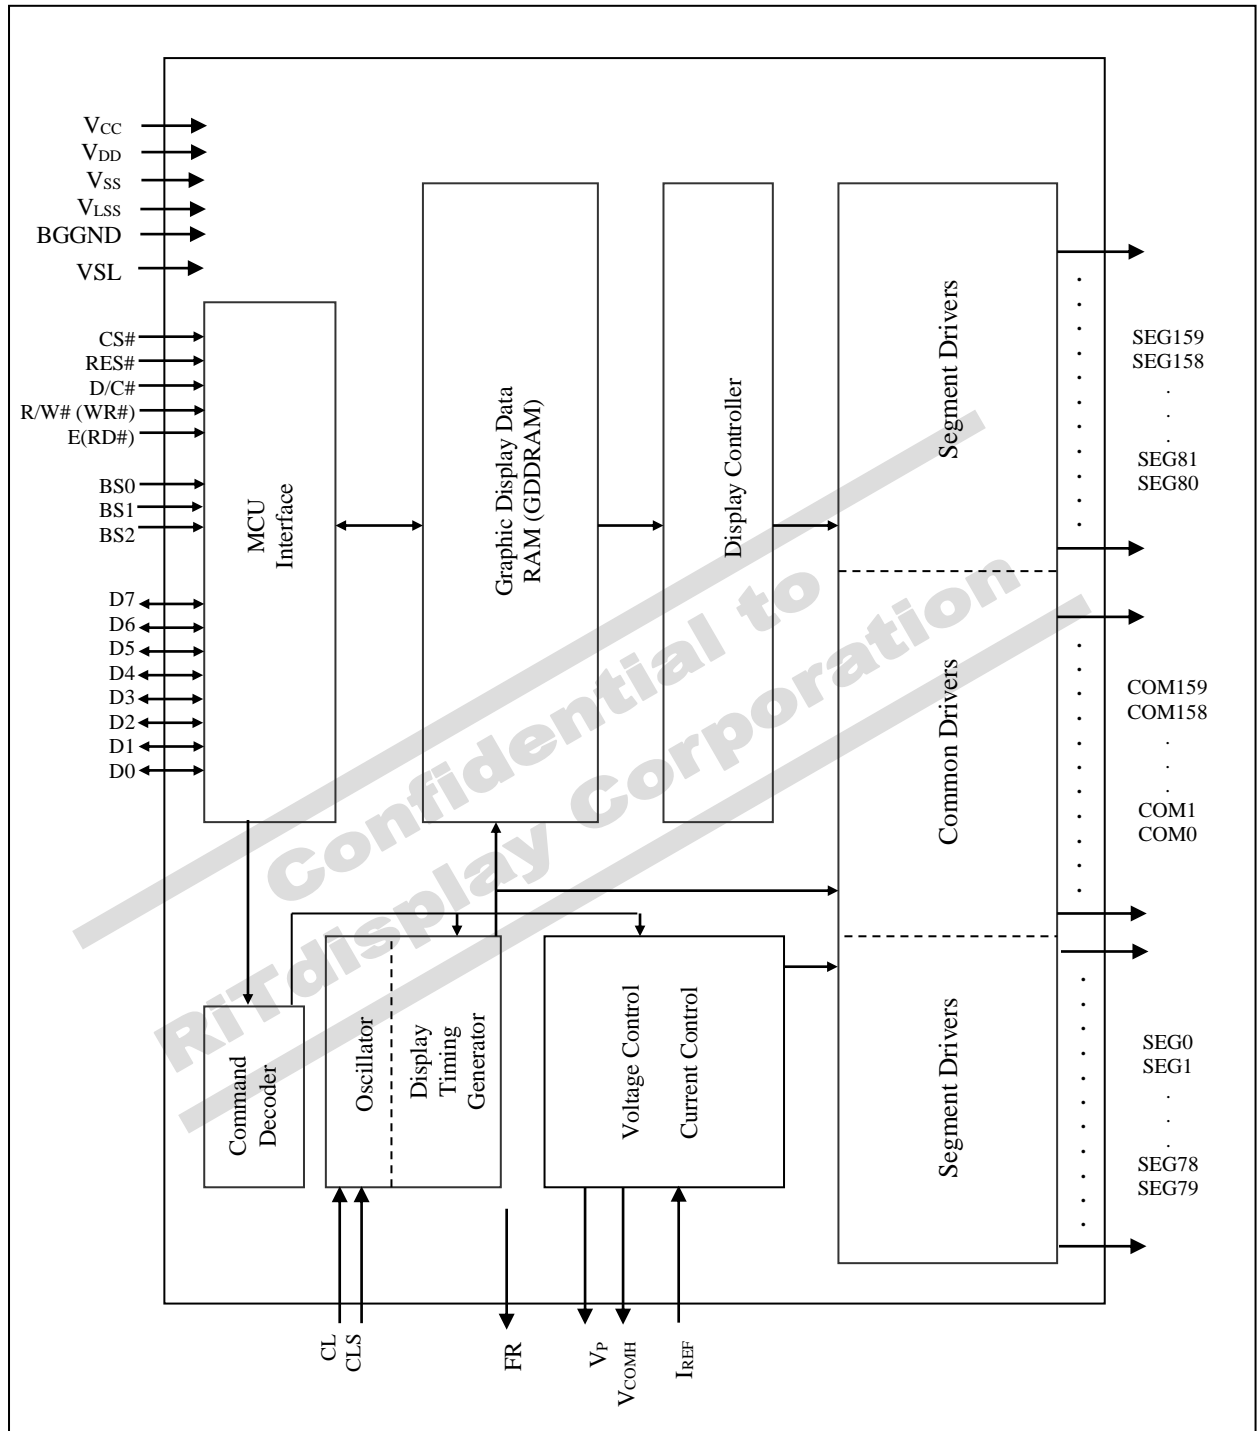 VCC
VDD
VSS
VLSS
BGGND
VSL
CS#
RES#
D/C#
R/W# (WR#)
E(RD#)
BS0
BS1
BS2
D7
D6
D5
D4
D3
D2
D1
D0
MCU
Interface
Graphic Display Data
RAM (GDDRAM)
Display Controller
Segment Drivers
Common Drivers
Segment Drivers
SEG159
SEG158
.
.
.
SEG81
SEG80
COM159
COM158
.
.
.
COM1
COM0
SEG0
SEG1
.
.
.
SEG78
SEG79
Command
Decoder
Oscillator
Display
Timing
Generator
Voltage Control
Current Control
CL
CLS
FR
VP
VCOMH
IREF
Confidential to
RiTdisplay Corporation